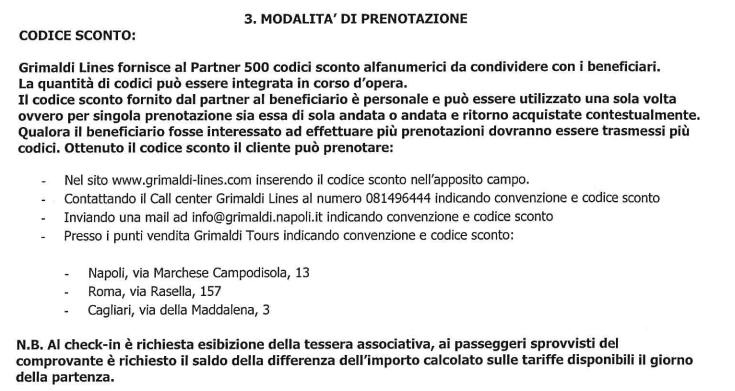 3. MODALITA' DI PRENOTAZIONE
CODICE SCONTO:
Grimaldi Lines fornisce al Partner 500 codici sconto alfanumerici da condividere con i beneficiari.
La quantità di codici può essere integrata in corso d'opera.
Il codice sconto fornito dal partner al beneficiario è personale e può essere utilizzato una sola volta
ovvero per singola prenotazione sia essa di sola andata o andata e ritorno acquistate contestualmente.
Qualora il beneficiario fosse interessato ad effettuare più prenotazioni dovranno essere trasmessi più
codici. Ottenuto il codice sconto il cliente può prenotare:
- Nel sito www.grimaldi-lines.com inserendo il codice sconto nell'apposito campo.
- Contattando il Call center Grimaldi Lines al numero 081496444 indicando convenzione e codice sconto
- Inviando una mail ad info@grimaldi.napoli.it indicando convenzione e codice sconto
- Presso i punti vendita Grimaldi Tours indicando convenzione e codice sconto:
- Napoli, via Marchese Campodisola, 13
- Roma, via Rasella, 157
- Cagliari, via della Maddalena, 3
N.B. Al check-in è richiesta esibizione della tessera associativa, ai passeggeri sprovvisti del
comprovante è richiesto il saldo della differenza dell'importo calcolato sulle tariffe disponibili il giorno
della partenza.